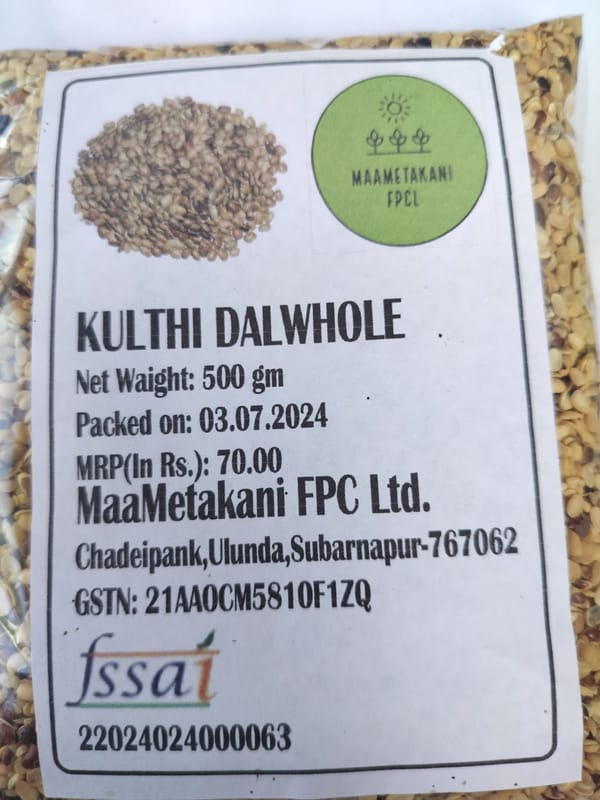 MAAMETAKANI
FPCL
KULTHI DALWHOLE
Net Waight: 500 gm
Packed on: 03.07.2024
MRP(In Rs.): 70.00
MaaMetakani FPC Ltd.
Chadeipank,Ulunda,Subarnapur-767062
GSTN: 21AAOCM5810F1ZQ
fssai
22024024000063